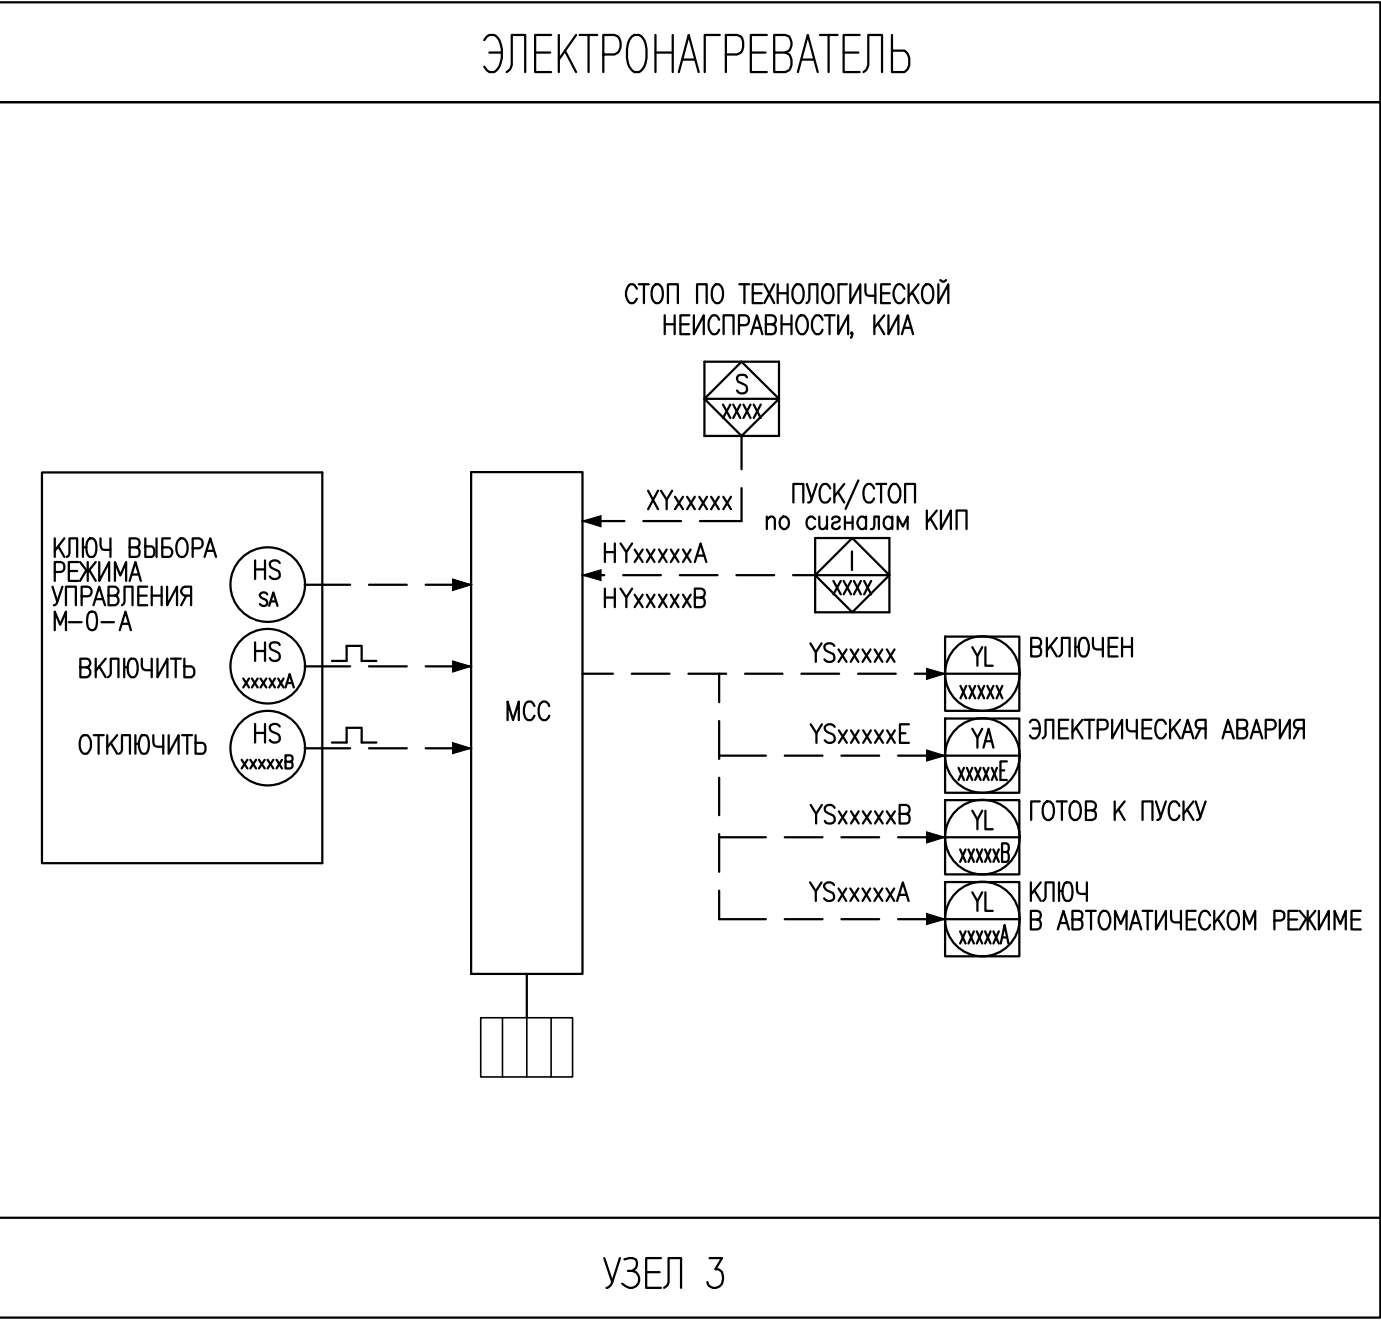 ЭЛЕКТРОНАГРЕВАТЕЛЬ
СТОП ПО ТЕХНОЛОГИЧЕСКОЙ
НЕИСПРАВНОСТИ, КИА
S
XXXX
XYxxxxx
ПУСК/СТОП
по сигналам КИП
HYxxxxxA
I
XXXX
HYxxxxxB
КЛЮЧ ВЫБОРА
РЕЖИМА
УПРАВЛЕНИЯ
М-О-А
HS
SA
ВКЛЮЧИТЬ
HS
xxxxxA
ОТКЛЮЧИТЬ
HS
xxxxxB
МСС
YSxxxxx
YL
xxxxx
ВКЛЮЧЕН
YSxxxxxE
YA
xxxxxE
ЭЛЕКТРИЧЕСКАЯ АВАРИЯ
YSxxxxxB
YL
xxxxxB
ГОТОВ К ПУСКУ
YSxxxxxA
YL
xxxxxA
КЛЮЧ
В АВТОМАТИЧЕСКОМ РЕЖИМЕ
УЗЕЛ 3